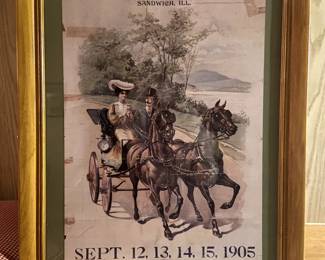 SANDWICH, ILL.
SEPT. 12, 13, 14, 15, 1905